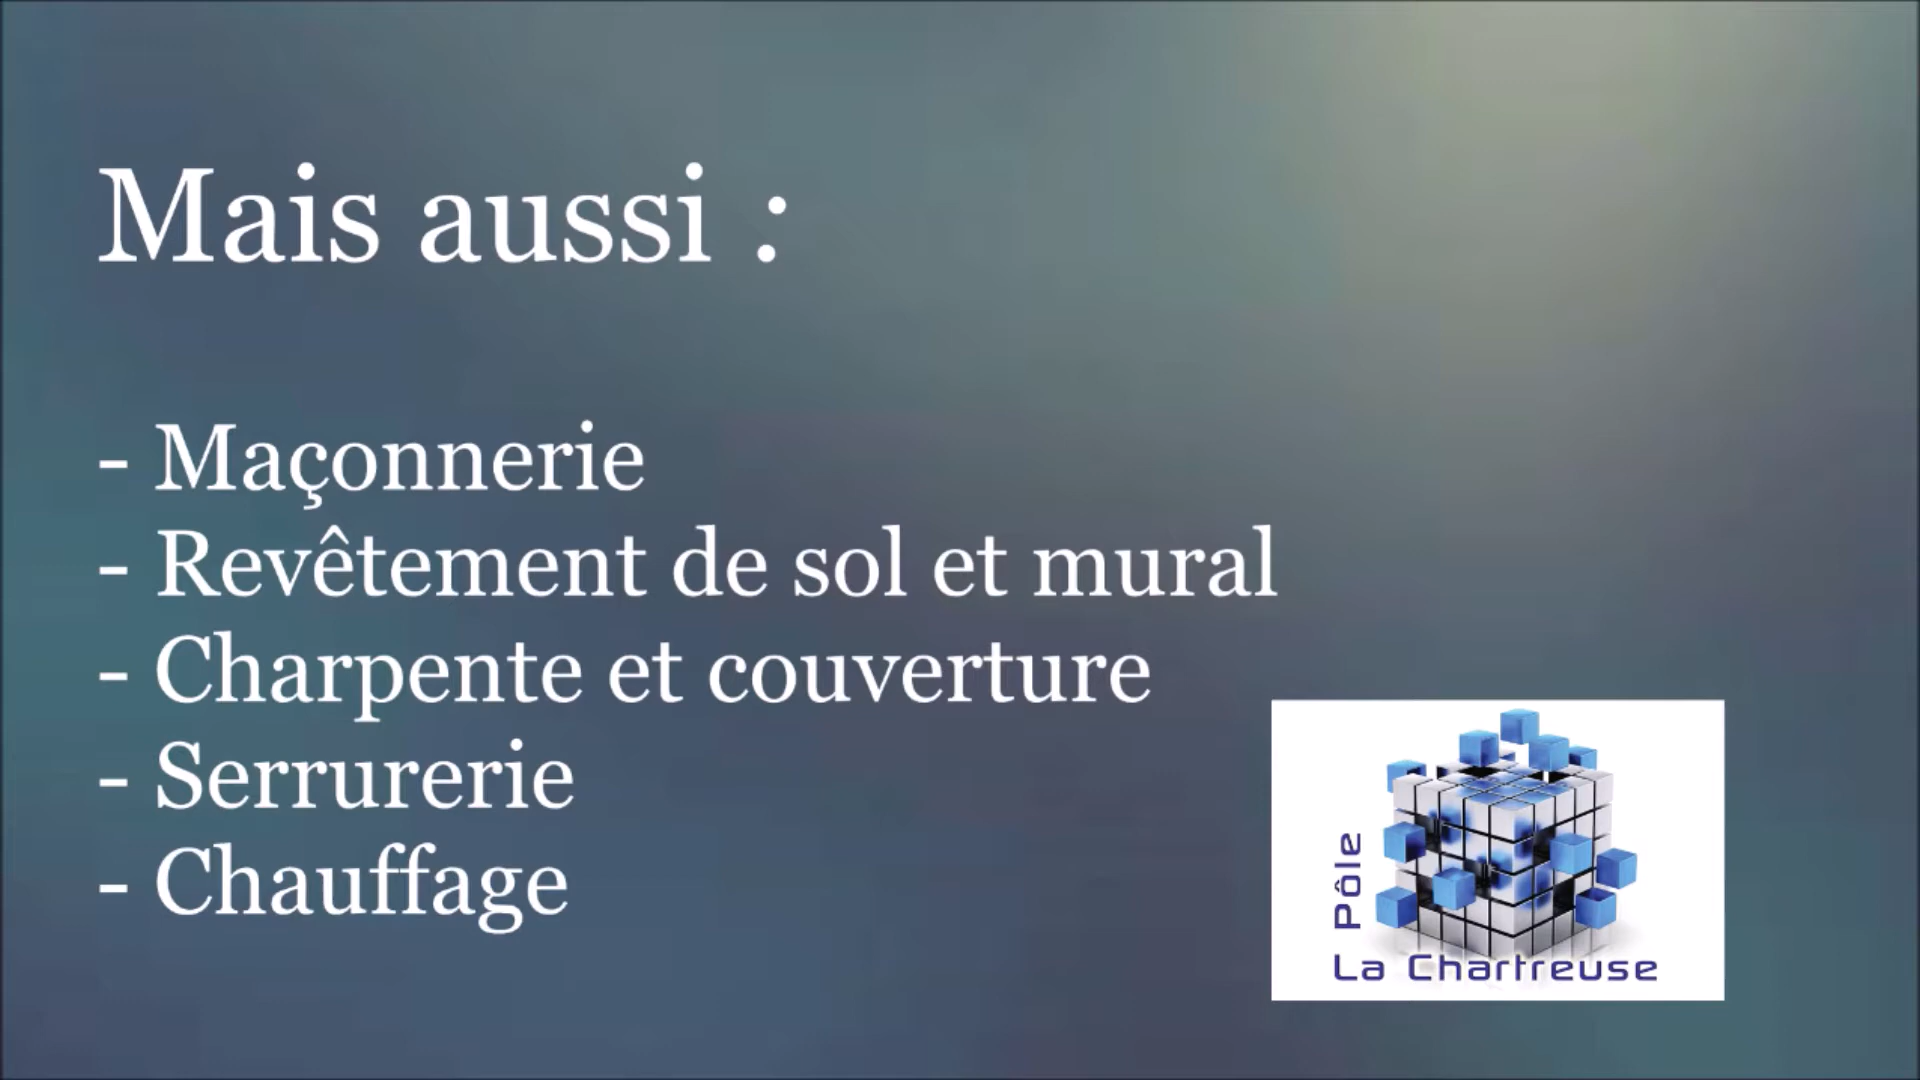 Mais aussi :
- Maçonnerie
- Revêtement de sol et mural
- Charpente et couverture
- Serrurerie
- Chauffage
Pôle
La Chartreuse